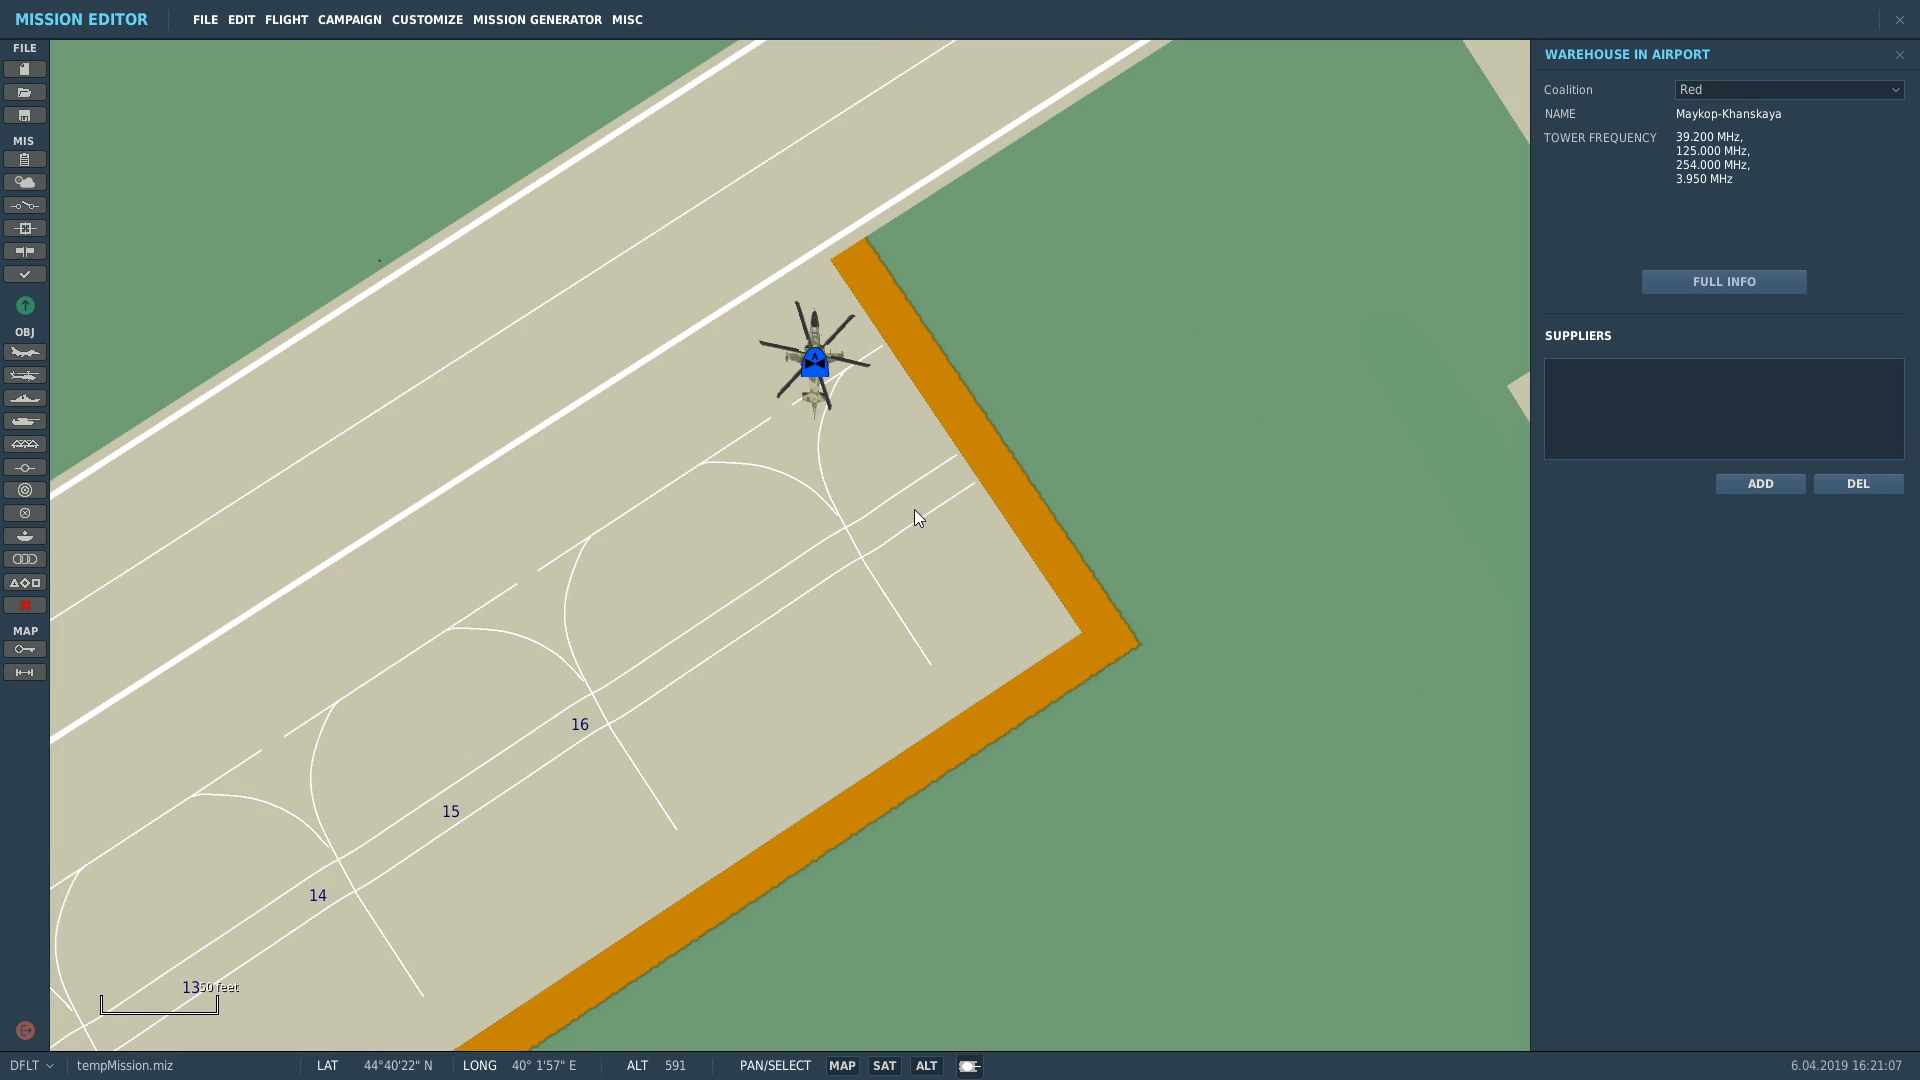 MISSION EDITOR
FILE EDIT FLIGHT CAMPAIGN CUSTOMIZE MISSION GENERATOR MISC
FILE
MIS
OBJ
MAP
WAREHOUSE IN AIRPORT
Coalition Red
NAME Maykop-Khanskaya
TOWER FREQUENCY 39.200 MHz,
125.000 MHz,
254.000 MHz,
3.950 MHz
FULL INFO
SUPPLIERS
ADD DEL
A
16
15
14
13
50 feet
DFLT tempMission.miz LAT 44°40'22" N LONG 40° 1'57" E ALT 591 PAN/SELECT MAP SAT ALT 6.04.2019 16:21:07